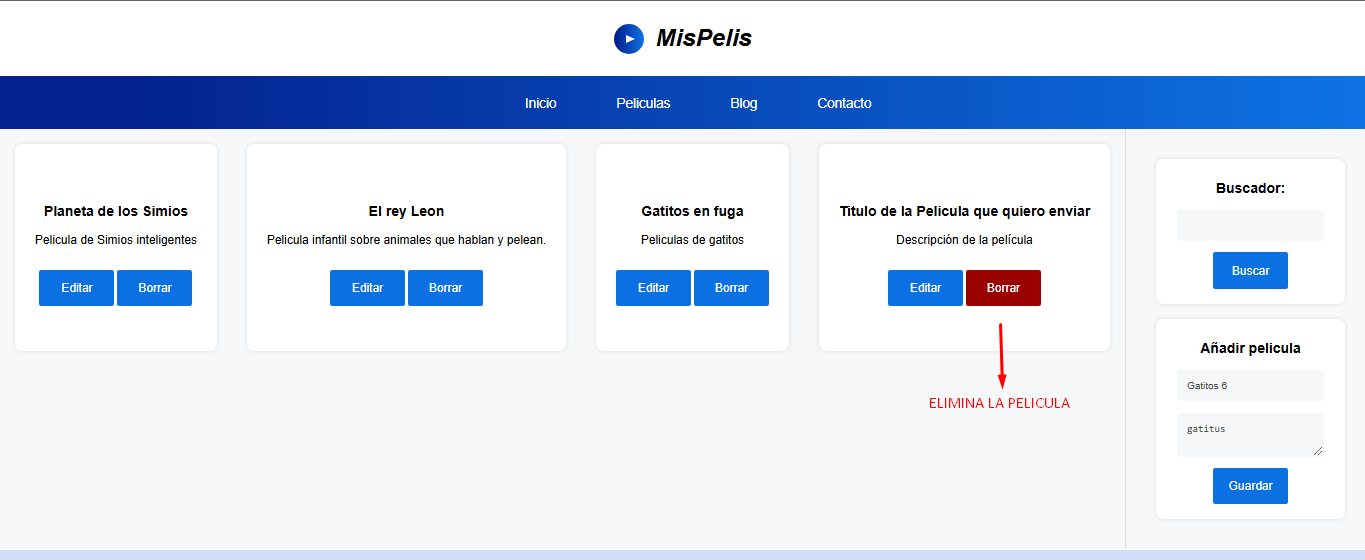 MisPelis
Inicio Peliculas Blog Contacto
Planeta de los Simios
Pelicula de Simios inteligentes
Editar Borrar
El rey Leon
Pelicula infantil sobre animales que hablan y pelean.
Editar Borrar
Gatitos en fuga
Peliculas de gatitos
Editar Borrar
Titulo de la Pelicula que quiero enviar
Descripción de la película
Editar Borrar
ELIMINA LA PELICULA
Buscador:
Buscar
Añadir pelicula
Gatitos 6
gatitus
Guardar